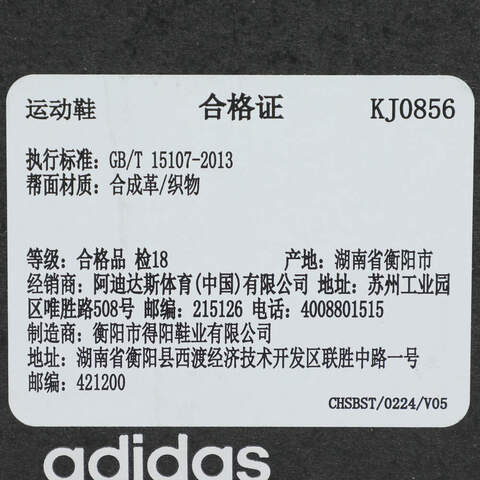 运动鞋 合格证 KJ0856
执行标准: GB/T 15107-2013
帮面材质: 合成革/织物
等级: 合格品 检18 产地: 湖南省衡阳市
经销商: 阿迪达斯体育(中国)有限公司 地址: 苏州工业园
区唯胜路508号 邮编: 215126 电话: 4008801515
制造商: 衡阳市得阳鞋业有限公司
地址: 湖南省衡阳县西渡经济技术开发区联胜中路一号
邮编: 421200
CHSBST/0224/V05
adidas